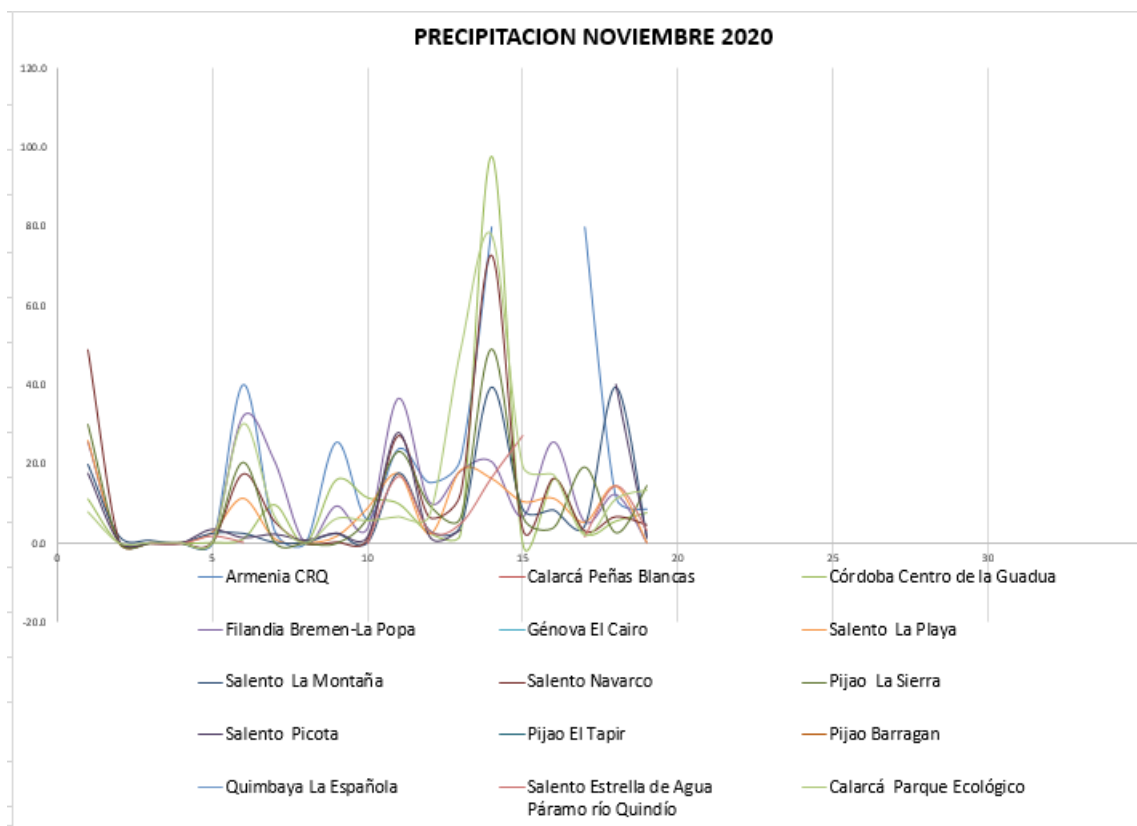 PRECIPITACION NOVIEMBRE 2020
120.0
100.0
80.0
60.0
40.0
20.0
0.0
0 5 10 15 20 25 30
-20.0
Armenia CRQ Calarcá Peñas Blancas Córdoba Centro de la Guadua
Filandia Bremen-La Popa Génova El Cairo Salento La Playa
Salento La Montaña Salento Navarco Pijao La Sierra
Salento Picota Pijao El Tapir Pijao Barragan
Quimbaya La Española Salento Estrella de Agua Calarcá Parque Ecológico
Páramo río Quindío